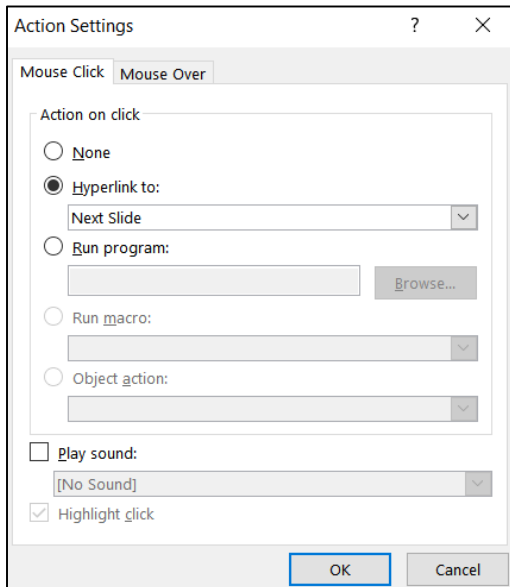 Action Settings ?
Mouse Click Mouse Over
Action on click
None
Hyperlink to:
Next Slide
Run program:
Browse...
Run macro:
Object action:
Play sound:
[No Sound]
Highlight click
OK Cancel